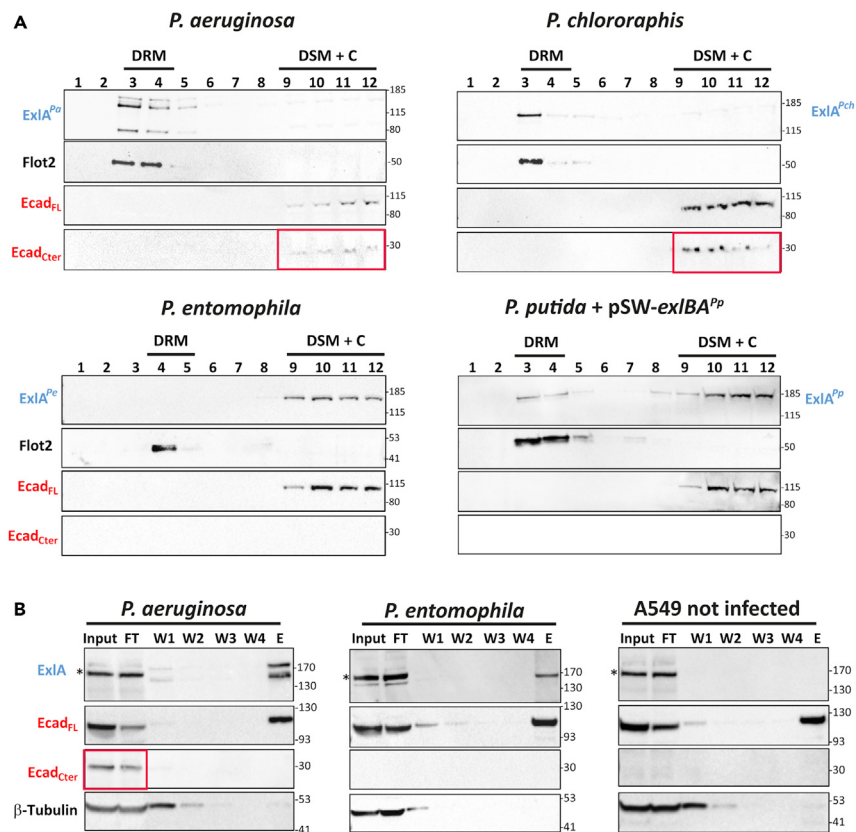 A
P. aeruginosa
DRM
DSM + C
1 2 3 4 5 6 7 8 9 10 11 12
ExlA^Pa
185
115
80
Flot2
50
Ecad_FL
115
80
Ecad_Cter
30
P. chlororaphis
DRM
DSM + C
1 2 3 4 5 6 7 8 9 10 11 12
185
ExlA^Pch
115
50
115
80
30
P. entomophila
DRM
DSM + C
1 2 3 4 5 6 7 8 9 10 11 12
ExlA^Pe
185
115
Flot2
53
41
Ecad_FL
115
80
Ecad_Cter
30
P. putida + pSW-exlBA^Pp
DRM
DSM + C
1 2 3 4 5 6 7 8 9 10 11 12
185
ExlA^Pp
115
50
115
80
30
B
P. aeruginosa
Input FT W1 W2 W3 W4 E
ExlA
*
170
130
Ecad_FL
130
93
Ecad_Cter
30
β-Tubulin
53
41
P. entomophila
Input FT W1 W2 W3 W4 E
*
170
130
130
93
30
53
41
A549 not infected
Input FT W1 W2 W3 W4 E
*
170
130
130
93
30
53
41